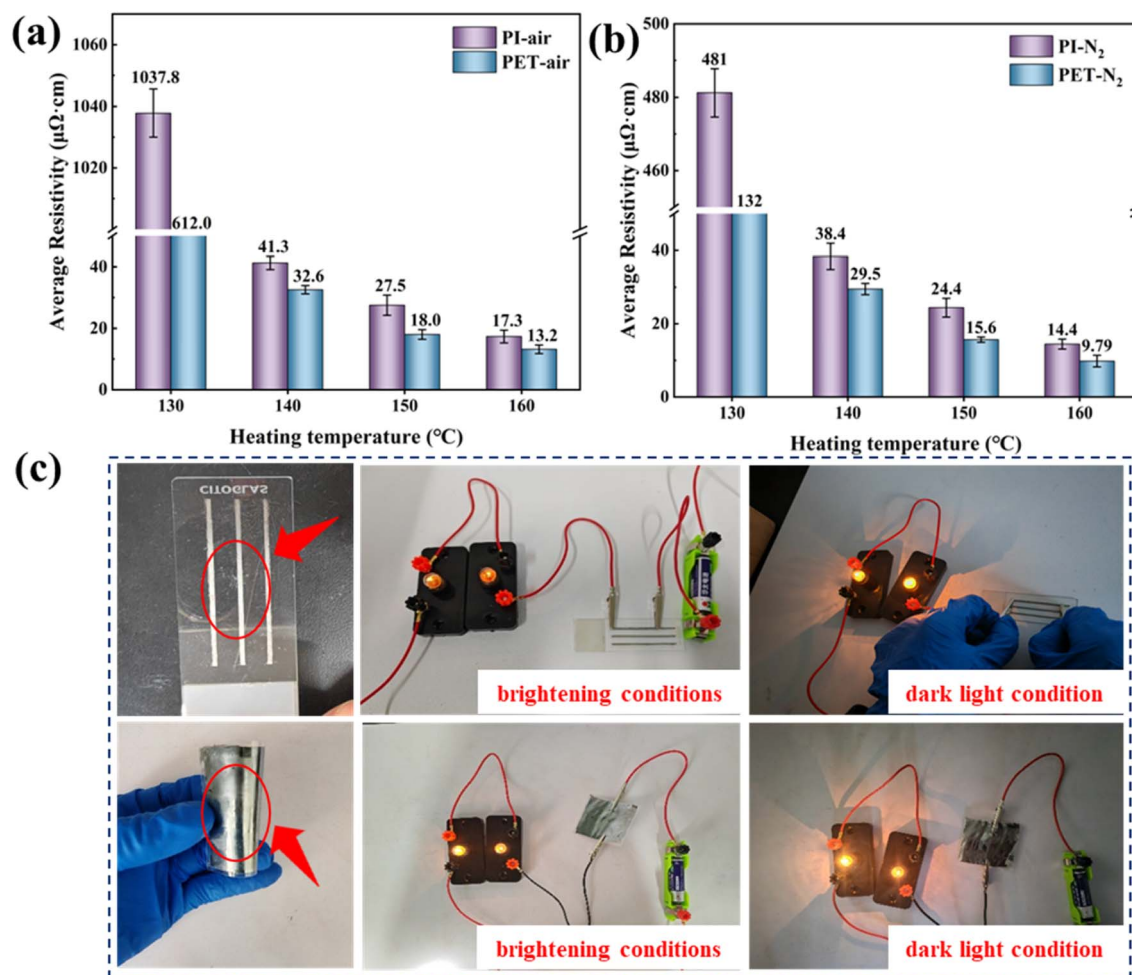 (a)
PI-air
PET-air
Average Resistivity (μΩ·cm)
1060
1040
1020
40
20
0
1037.8
612.0
41.3
32.6
27.5
18.0
17.3
13.2
130
140
150
160
Heating temperature (℃)
(b)
PI-N₂
PET-N₂
Average Resistivity (μΩ·cm)
500
480
460
40
20
0
481
132
38.4
29.5
24.4
15.6
14.4
9.79
130
140
150
160
Heating temperature (℃)
(c)
CITOGLAS
brightening conditions
dark light condition
brightening conditions
dark light condition